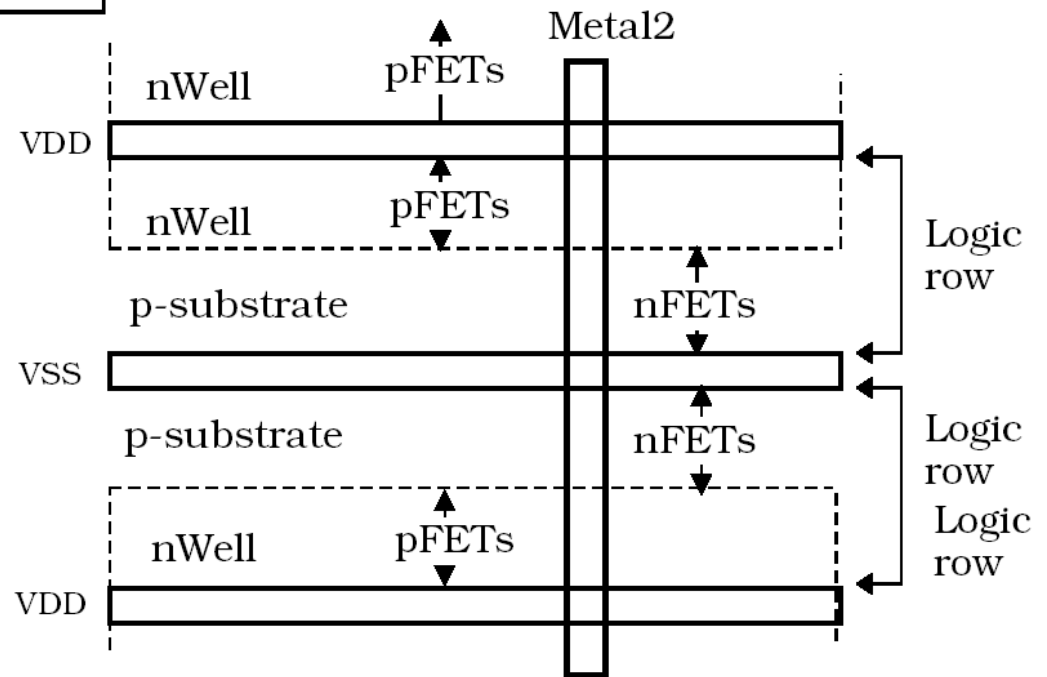 Metal2
pFETs
nWell
VDD
pFETs
nWell
Logic
row
p-substrate
nFETs
VSS
p-substrate
nFETs
Logic
row
Logic
row
nWell
pFETs
VDD